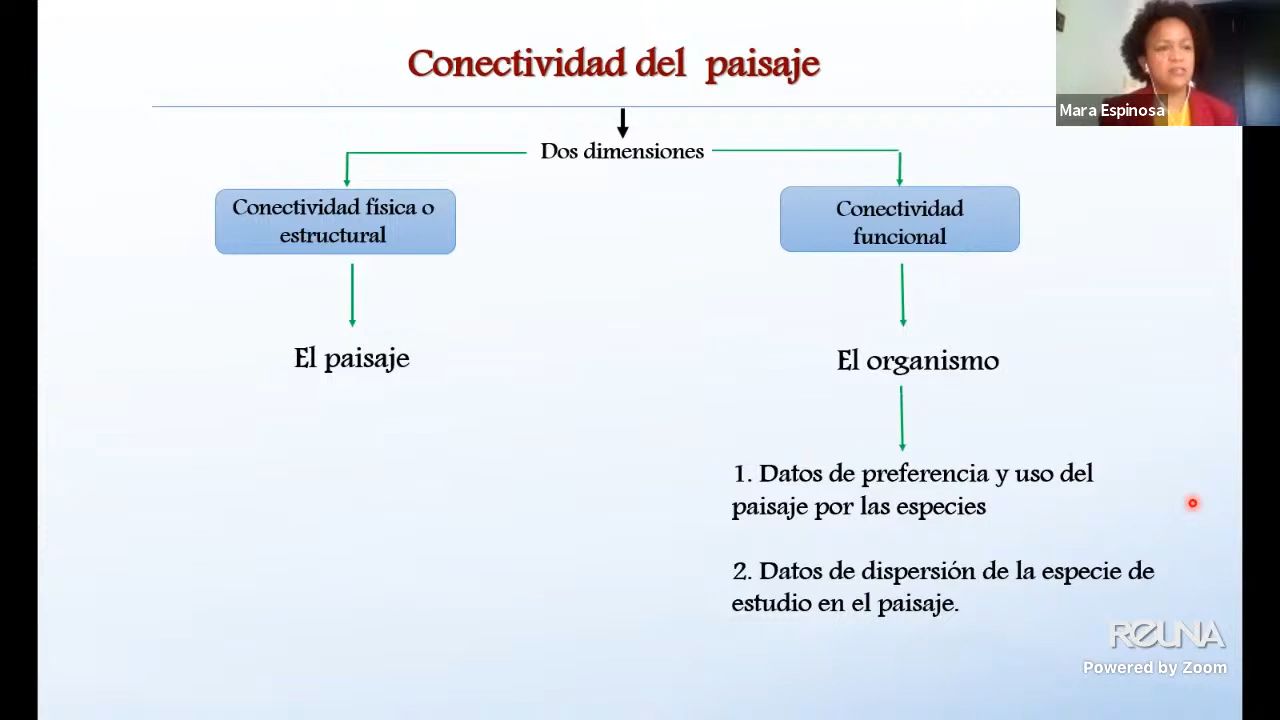 Conectividad del paisaje
Mara Espinosa
Dos dimensiones
Conectividad física o
estructural
Conectividad
funcional
El paisaje
El organismo
1. Datos de preferencia y uso del
paisaje por las especies
2. Datos de dispersión de la especie de
estudio en el paisaje.
REUNA
Powered by Zoom